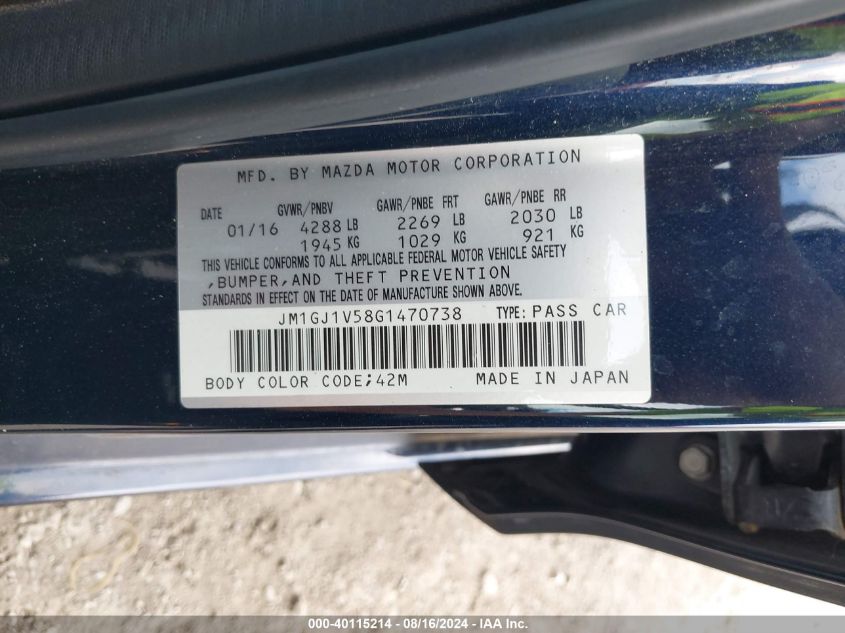 MFD. BY MAZDA MOTOR CORPORATION
DATE GVWR/PNBV GAWR/PNBE FRT GAWR/PNBE RR
01/16 4288 LB 2269 LB 2030 LB
1945 KG 1029 KG 921 KG
THIS VEHICLE CONFORMS TO ALL APPLICABLE FEDERAL MOTOR VEHICLE SAFETY
,BUMPER,AND THEFT PREVENTION
STANDARDS IN EFFECT ON THE DATE OF MANUFACTURE SHOWN ABOVE.
JM1GJ1V58G1470738 TYPE: PASS CAR
BODY COLOR CODE;42M MADE IN JAPAN
000-40115214 - 08/16/2024 - IAAI.COM.